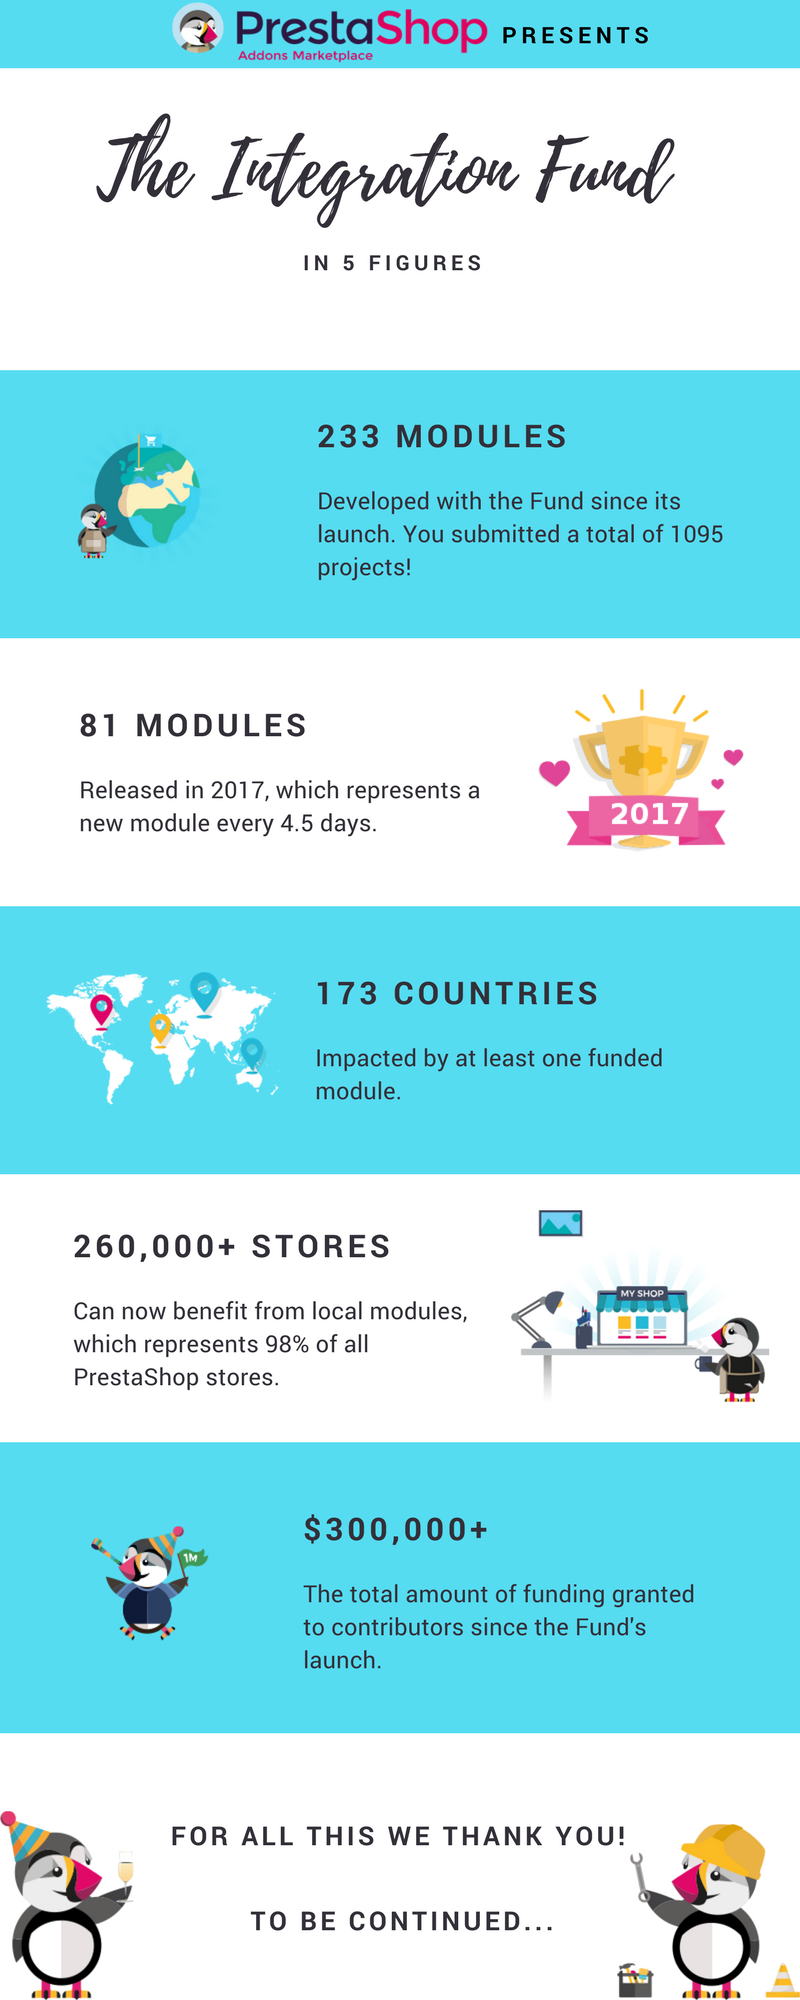 PrestaShop PRESENTS
Addons Marketplace
The Integration Fund
IN 5 FIGURES
233 MODULES
Developed with the Fund since its
launch. You submitted a total of 1095
projects!
81 MODULES
Released in 2017, which represents a
new module every 4.5 days.
2017
173 COUNTRIES
Impacted by at least one funded
module.
260,000+ STORES
Can now benefit from local modules,
which represents 98% of all
PrestaShop stores.
MY SHOP
$300,000+
1M
The total amount of funding granted
to contributors since the Fund's
launch.
FOR ALL THIS WE THANK YOU!
TO BE CONTINUED...